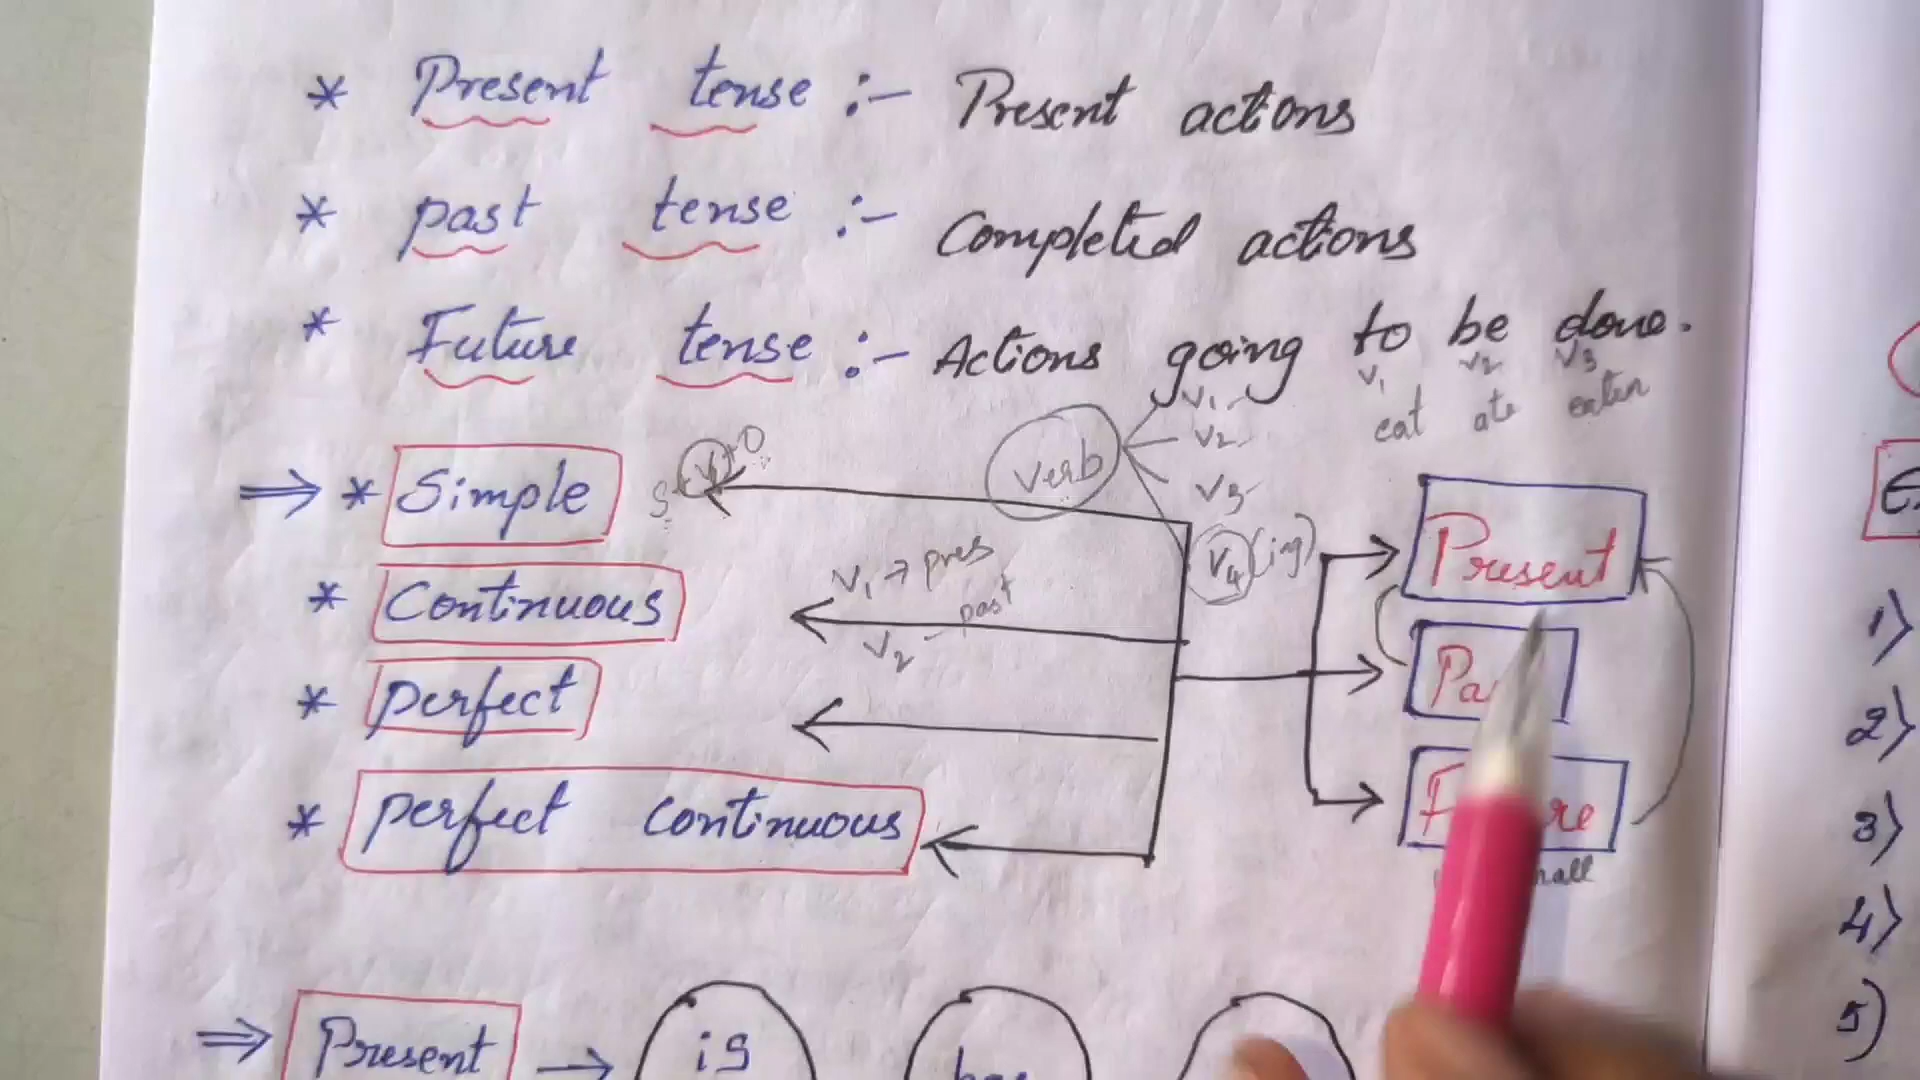 * Present tense :- Present actions
* past tense :- Completed actions
* Future tense :- Actions going to be done.
V1 V2 V3
eat ate eaten
verb V1 V2 V3 V4 (ing)
⇒ * Simple
* Continuous
V1 → pres
V2 - past
* perfect
* perfect continuous
Present
⇒ Present → is
1)
2)
3)
4)
5)